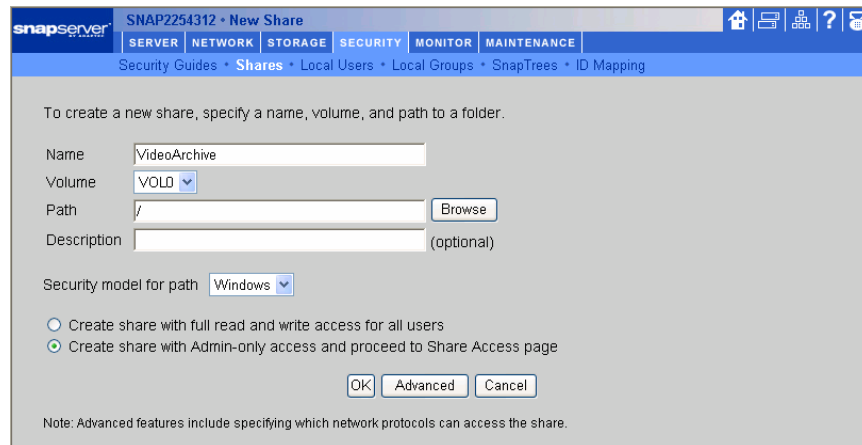 snapserver
BY ADAPTEC
SNAP2254312 • New Share
SERVER NETWORK STORAGE SECURITY MONITOR MAINTENANCE
?
Security Guides • Shares • Local Users • Local Groups • SnapTrees • ID Mapping
To create a new share, specify a name, volume, and path to a folder.
Name VideoArchive
Volume VOL0
Path / Browse
Description (optional)
Security model for path Windows
Create share with full read and write access for all users
Create share with Admin-only access and proceed to Share Access page
OK Advanced Cancel
Note: Advanced features include specifying which network protocols can access the share.